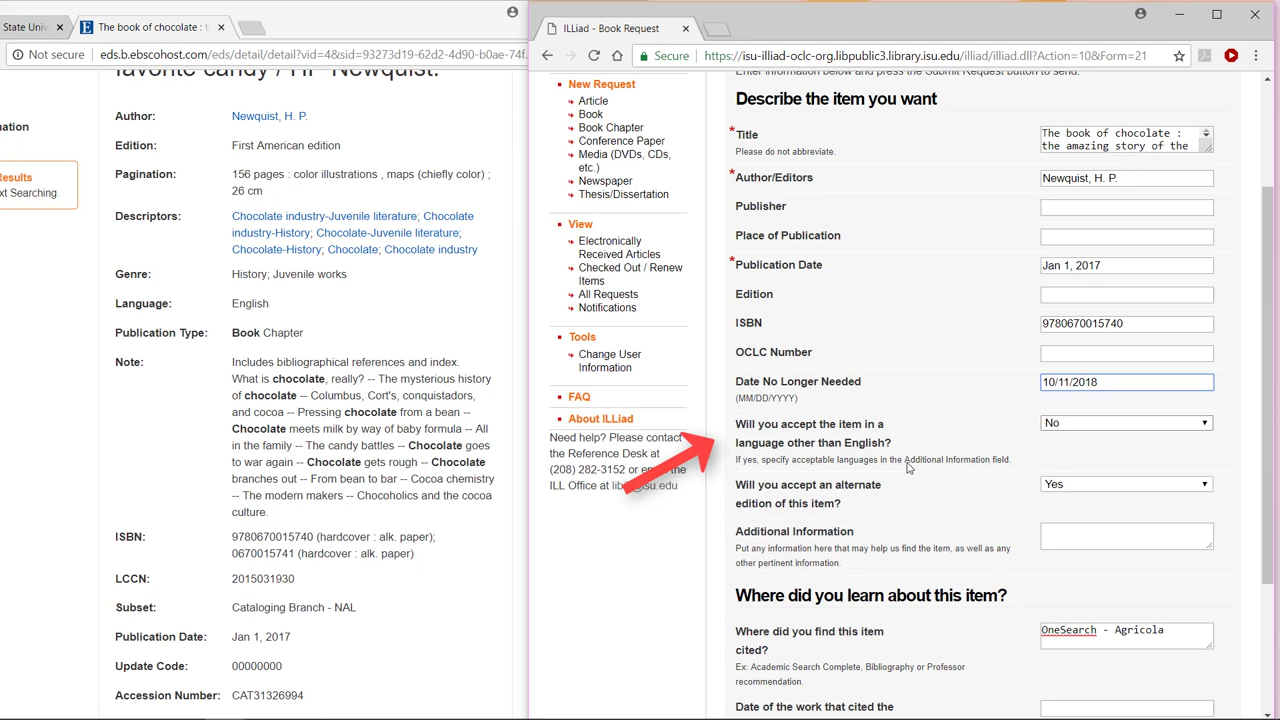 State Univ
The book of chocolate : t
Not secure
eds.b.ebscohost.com/eds/detail/detail?vid=4&sid=93273d19-62d2-4d90-b0ae-74f
favorite candy / HP Newquist.
mation
Results
xt Searching.
Author: Newquist, H. P.
Edition: First American edition
Pagination: 156 pages : color illustrations , maps (chiefly color) ;
26 cm
Descriptors: Chocolate industry-Juvenile literature; Chocolate
industry-History; Chocolate-Juvenile literature;
Chocolate-History; Chocolate; Chocolate industry
Genre: History; Juvenile works
Language: English
Publication Type: Book Chapter
Note: Includes bibliographical references and index.
What is chocolate, really? -- The mysterious history
of chocolate -- Columbus, Cort's, conquistadors,
and cocoa -- Pressing chocolate from a bean --
Chocolate meets milk by way of baby formula -- All
in the family -- The candy battles -- Chocolate goes
to war again -- Chocolate gets rough -- Chocolate
branches out -- From bean to bar -- Cocoa chemistry
-- The modern makers -- Chocoholics and the cocoa
culture.
ISBN: 9780670015740 (hardcover : alk. paper);
0670015741 (hardcover : alk. paper)
LCCN: 2015031930
Subset: Cataloging Branch - NAL
Publication Date: Jan 1, 2017
Update Code: 00000000
Accession Number: CAT31326994
ILLiad - Book Request
Secure
https://isu-illiad-oclc-org.libpublic3.library.isu.edu/illiad/illiad.dll?Action=10&Form=21
New Request
Article
Book
Book Chapter
Conference Paper
Media (DVDs, CDs,
etc.)
Newspaper
Thesis/Dissertation
View
Electronically
Received Articles
Checked Out / Renew
Items
All Requests
Notifications
Tools
Change User
Information
FAQ
About ILLiad
Need help? Please contact
the Reference Desk at
(208) 282-3152 or the
ILL Office at @isu.edu
Enter information below and press the Submit Request button to send.
Describe the item you want
*Title
Please do not abbreviate.
The book of chocolate :
the amazing story of the
*Author/Editors Newquist, H. P.
Publisher
Place of Publication
*Publication Date Jan 1, 2017
Edition
ISBN 9780670015740
OCLC Number
Date No Longer Needed 10/11/2018
(MM/DD/YYYY)
Will you accept the item in a No
language other than English?
If yes, specify acceptable languages in the Additional Information field.
Will you accept an alternate Yes
edition of this item?
Additional Information
Put any information here that may help us find the item, as well as any
other pertinent information.
Where did you learn about this item?
Where did you find this item OneSearch - Agricola
cited?
Ex: Academic Search Complete, Bibliography or Professor
recommendation.
Date of the work that cited the